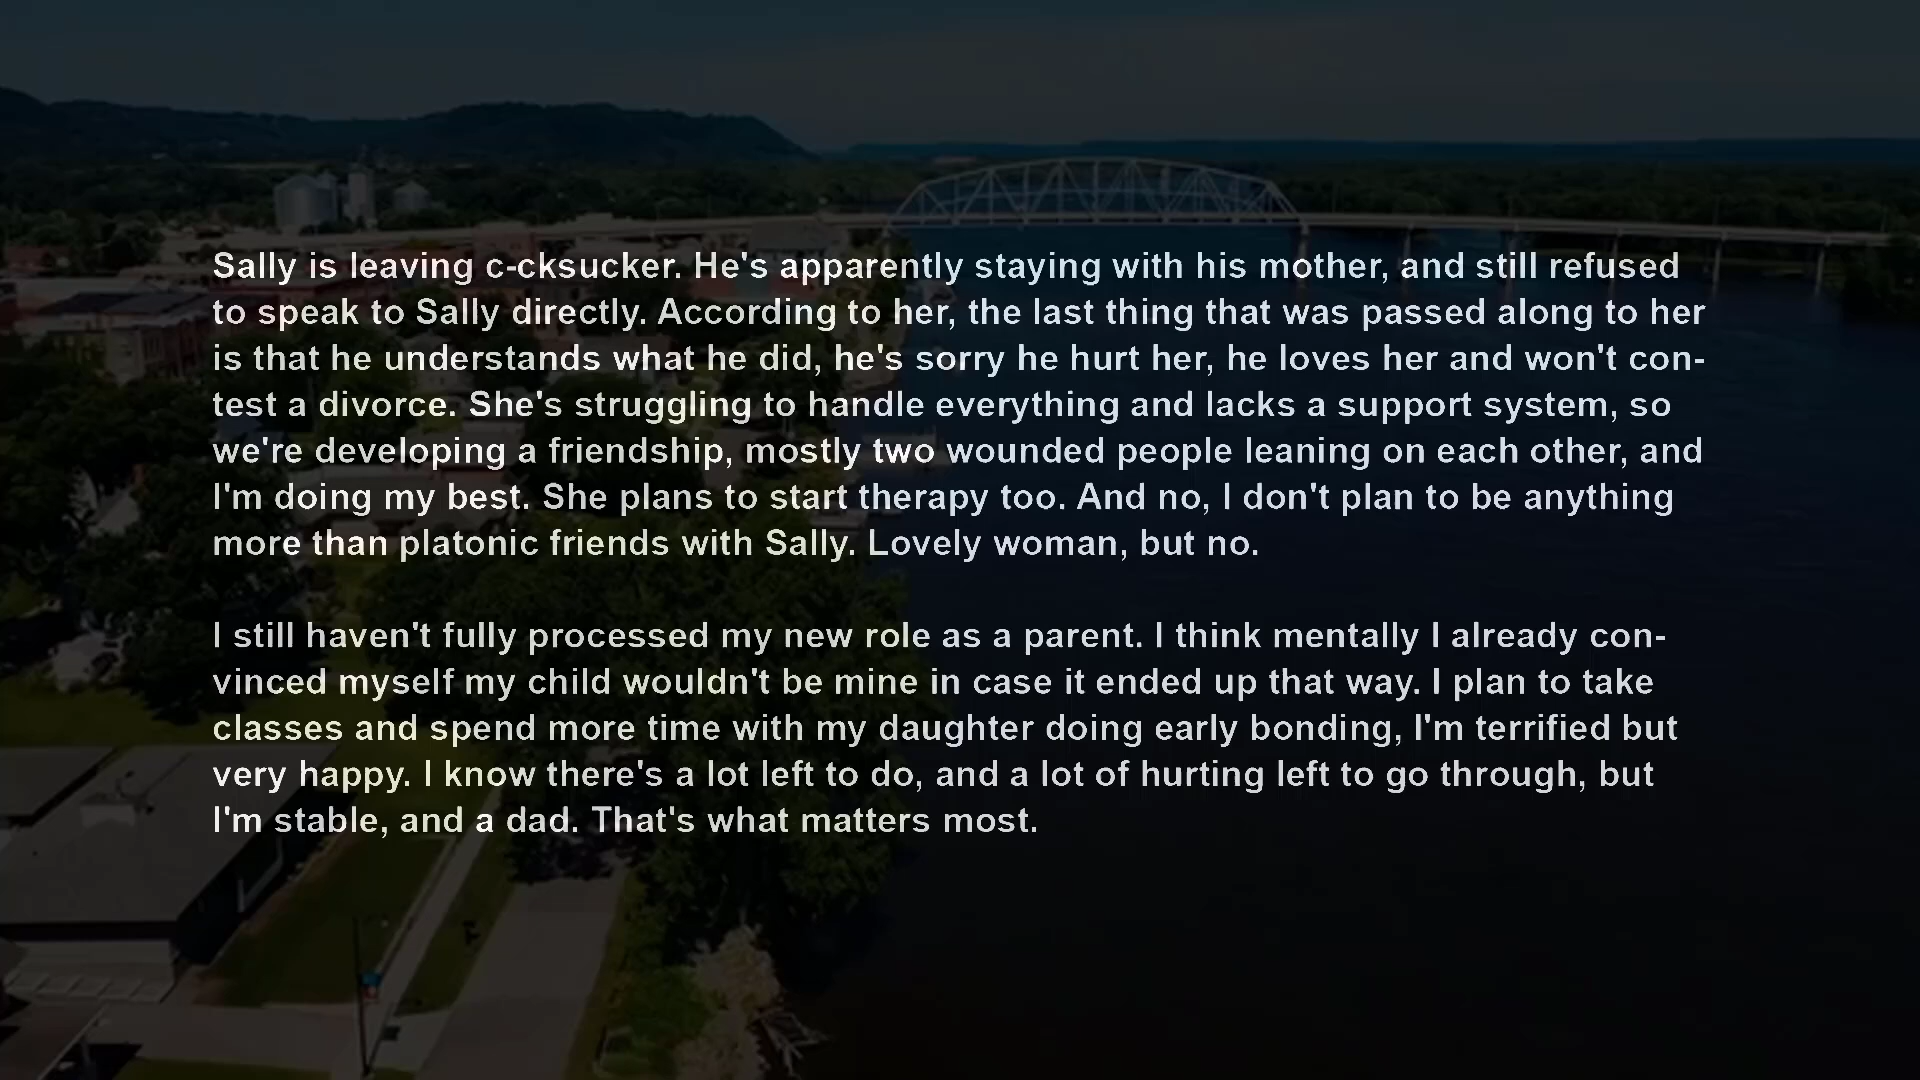 Sally is leaving c-cksucker. He's apparently staying with his mother, and still refused
to speak to Sally directly. According to her, the last thing that was passed along to her
is that he understands what he did, he's sorry he hurt her, he loves her and won't con-
test a divorce. She's struggling to handle everything and lacks a support system, so
we're developing a friendship, mostly two wounded people leaning on each other, and
I'm doing my best. She plans to start therapy too. And no, I don't plan to be anything
more than platonic friends with Sally. Lovely woman, but no.
I still haven't fully processed my new role as a parent. I think mentally I already con-
vinced myself my child wouldn't be mine in case it ended up that way. I plan to take
classes and spend more time with my daughter doing early bonding, I'm terrified but
very happy. I know there's a lot left to do, and a lot of hurting left to go through, but
I'm stable, and a dad. That's what matters most.